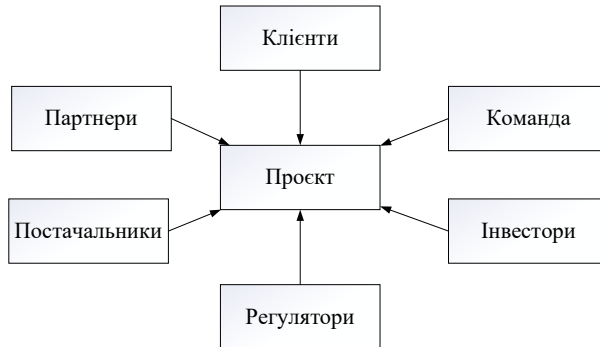 Клієнти
Партнери
Команда
Проєкт
Постачальники
Інвестори
Регулятори